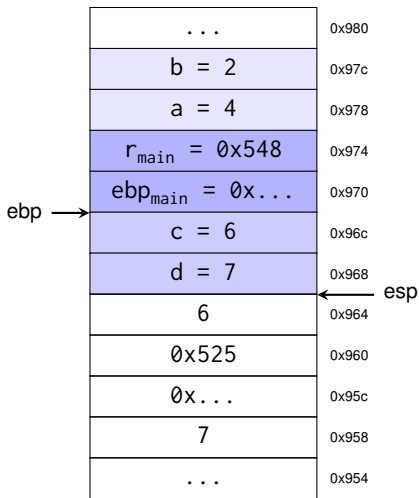 ... 0x980
b = 2 0x97c
a = 4 0x978
r_main = 0x548 0x974
ebp_main = 0x... 0x970
ebp
c = 6 0x96c
d = 7 0x968
esp
6 0x964
0x525 0x960
0x... 0x95c
7 0x958
... 0x954